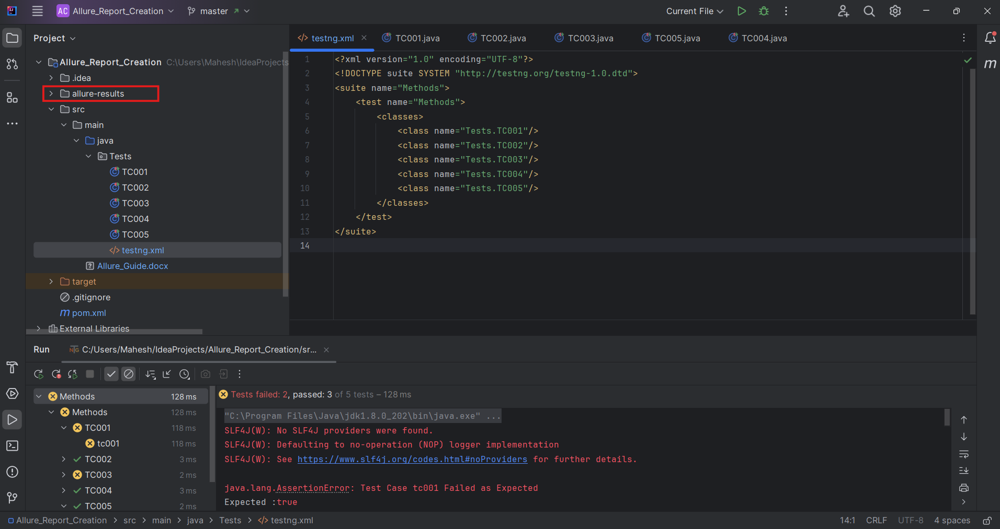 AC Allure_Report_Creation master Current File
Project
Allure_Report_Creation C:\Users\Mahesh\IdeaProjects
.idea
allure-results
src
main
java
Tests
TC001
TC002
TC003
TC004
TC005
</> testng.xml
Allure_Guide.docx
target
.gitignore
m pom.xml
External Libraries
</> testng.xml TC001.java TC002.java TC003.java TC005.java TC004.java
1 <?xml version="1.0" encoding="UTF-8"?>
2 <!DOCTYPE suite SYSTEM "http://testng.org/testng-1.0.dtd">
3 <suite name="Methods">
4 <test name="Methods">
5 <classes>
6 <class name="Tests.TC001"/>
7 <class name="Tests.TC002"/>
8 <class name="Tests.TC003"/>
9 <class name="Tests.TC004"/>
10 <class name="Tests.TC005"/>
11 </classes>
12 </test>
13 </suite>
14
m
Run C:/Users/Mahesh/IdeaProjects/Allure_Report_Creation/sr...
Methods 128 ms
Methods 128 ms
TC001 118 ms
tc001 118 ms
TC002 3 ms
TC003 2 ms
TC004 3 ms
TC005 2 ms
Tests failed: 2, passed: 3 of 5 tests – 128 ms
"C:\Program Files\Java\jdk1.8.0_202\bin\java.exe" ...
SLF4J(W): No SLF4J providers were found.
SLF4J(W): Defaulting to no-operation (NOP) logger implementation
SLF4J(W): See https://www.slf4j.org/codes.html#noProviders for further details.
java.lang.AssertionError: Test Case tc001 Failed as Expected
Expected :true
Allure_Report_Creation > src > main > java > Tests > </> testng.xml
14:1 CRLF UTF-8 4 spaces